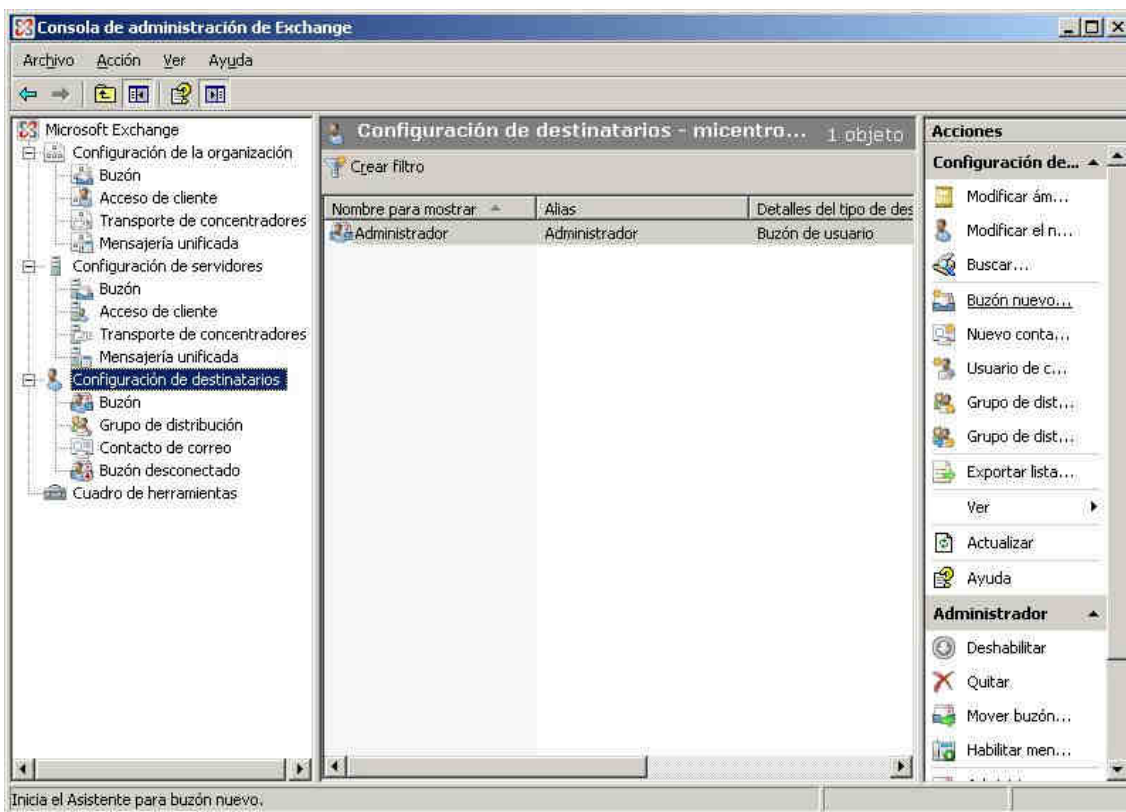 Consola de administración de Exchange
Archivo Acción Ver Ayuda
Microsoft Exchange
Configuración de la organización
Buzón
Acceso de cliente
Transporte de concentradores
Mensajería unificada
Configuración de servidores
Buzón
Acceso de cliente
Transporte de concentradores
Mensajería unificada
Configuración de destinatarios
Buzón
Grupo de distribución
Contacto de correo
Buzón desconectado
Cuadro de herramientas
Configuración de destinatarios - micentro... 1 objeto
Crear filtro
Nombre para mostrar Alias Detalles del tipo de des
Administrador Administrador Buzón de usuario
Acciones
Configuración de...
Modificar ám...
Modificar el n...
Buscar...
Buzón nuevo...
Nuevo conta...
Usuario de c...
Grupo de dist...
Grupo de dist...
Exportar lista...
Ver
Actualizar
Ayuda
Administrador
Deshabilitar
Quitar
Mover buzón...
Habilitar men...
Inicia el Asistente para buzón nuevo.